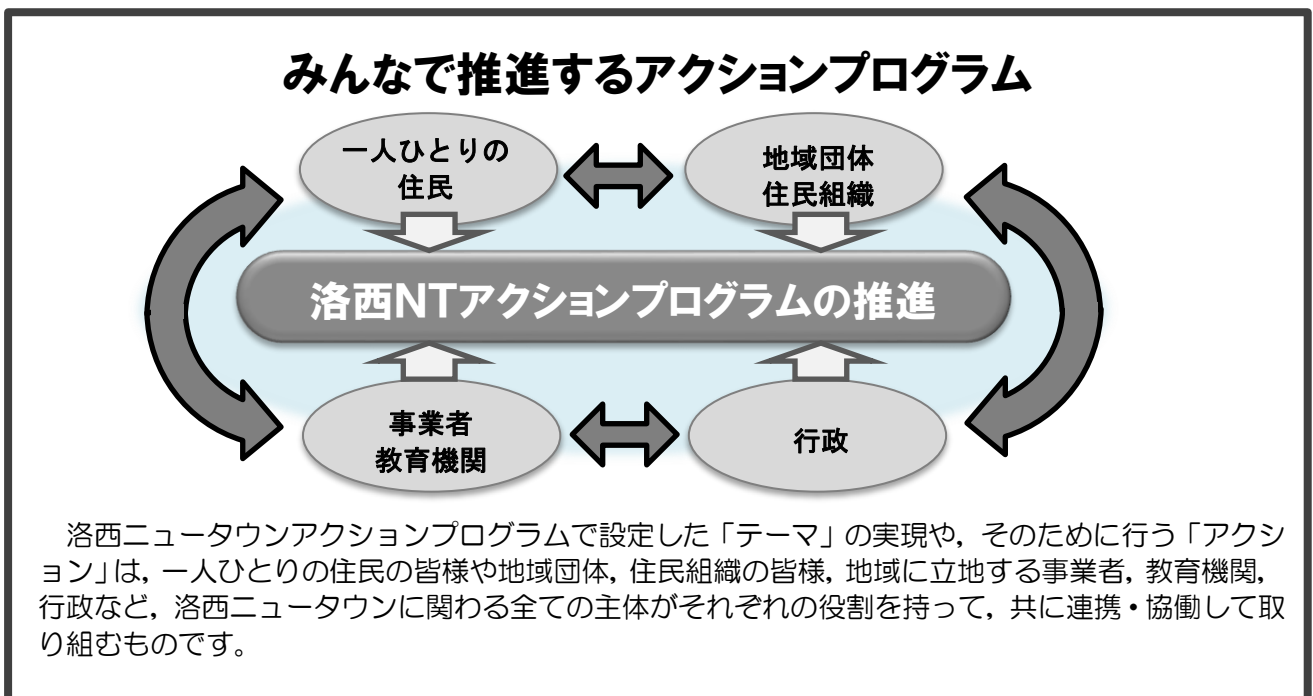 みんなで推進するアクションプログラム
一人ひとりの
住民
地域団体
住民組織
洛西NTアクションプログラムの推進
事業者
教育機関
行政
洛西ニュータウンアクションプログラムで設定した「テーマ」の実現や，そのために行う「アクシ
ョン」は，一人ひとりの住民の皆様や地域団体，住民組織の皆様，地域に立地する事業者，教育機関，
行政など，洛西ニュータウンに関わる全ての主体がそれぞれの役割を持って，共に連携・協働して取
り組むものです。